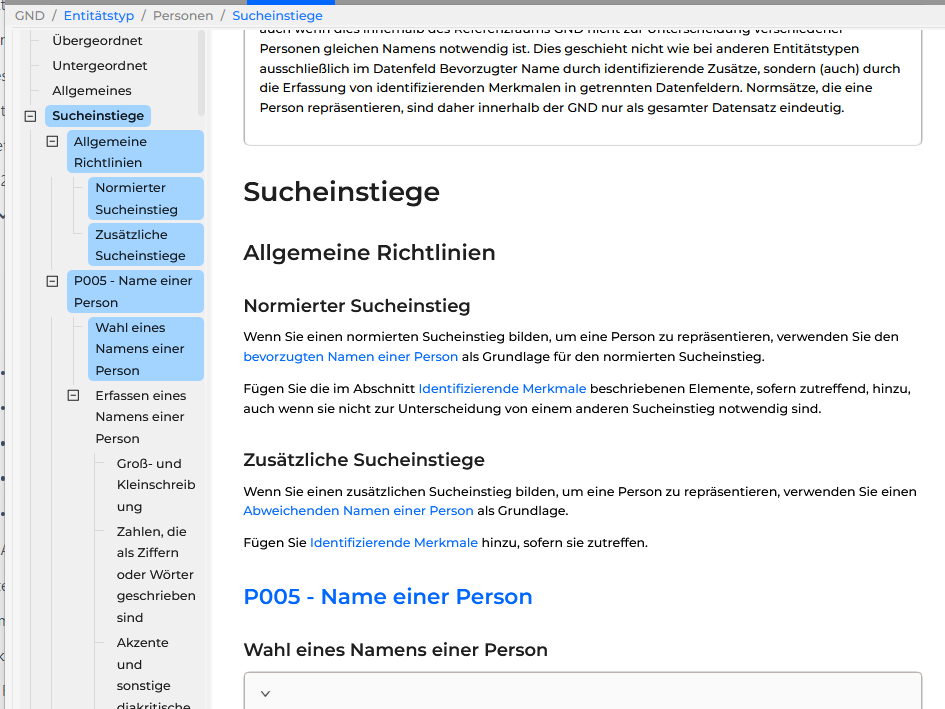 GND / Entitätstyp / Personen / Sucheinstiege
Übergeordnet
Untergeordnet
Allgemeines
Sucheinstiege
Allgemeine
Richtlinien
Normierter
Sucheinstieg
Zusätzliche
Sucheinstiege
P005 - Name einer
Person
Wahl eines
Namens einer
Person
Erfassen eines
Namens einer
Person
Groß- und
Kleinschreib
ung
Zahlen, die
als Ziffern
oder Wörter
geschrieben
sind
Akzente
und
sonstige
diakritische
auch wenn dies innerhalb des Referenzraums GND nicht zur Unterscheidung verschiedener
Personen gleichen Namens notwendig ist. Dies geschieht nicht wie bei anderen Entitätstypen
ausschließlich im Datenfeld Bevorzugter Name durch identifizierende Zusätze, sondern (auch) durch
die Erfassung von identifizierenden Merkmalen in getrennten Datenfeldern. Normsätze, die eine
Person repräsentieren, sind daher innerhalb der GND nur als gesamter Datensatz eindeutig.
Sucheinstiege
Allgemeine Richtlinien
Normierter Sucheinstieg
Wenn Sie einen normierten Sucheinstieg bilden, um eine Person zu repräsentieren, verwenden Sie den
bevorzugten Namen einer Person als Grundlage für den normierten Sucheinstieg.
Fügen Sie die im Abschnitt Identifizierende Merkmale beschriebenen Elemente, sofern zutreffend, hinzu,
auch wenn sie nicht zur Unterscheidung von einem anderen Sucheinstieg notwendig sind.
Zusätzliche Sucheinstiege
Wenn Sie einen zusätzlichen Sucheinstieg bilden, um eine Person zu repräsentieren, verwenden Sie einen
Abweichenden Namen einer Person als Grundlage.
Fügen Sie Identifizierende Merkmale hinzu, sofern sie zutreffen.
P005 - Name einer Person
Wahl eines Namens einer Person